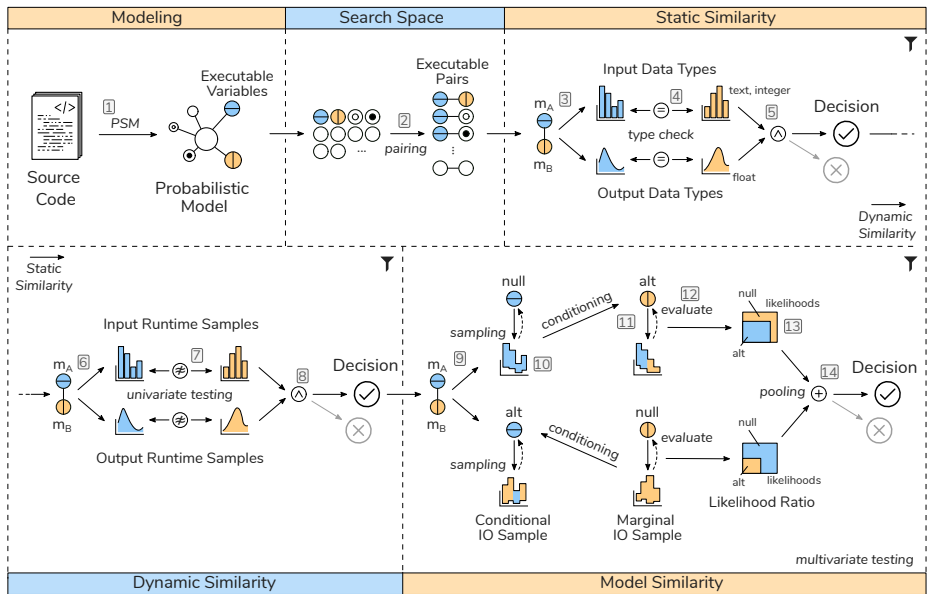 Modeling
Search Space
Static Similarity
</>
1
PSM
Source
Code
Executable
Variables
Probabilistic
Model
...
2
pairing
Executable
Pairs
Input Data Types
m_A
3
m_B
=
4
text, integer
type check
=
float
Output Data Types
5
^
Decision
Dynamic
Similarity
Static
Similarity
Input Runtime Samples
m_A
6
m_B
≠
7
univariate testing
≠
Output Runtime Samples
8
^
Decision
m_A
9
m_B
null
sampling
10
conditioning
alt
11
12
evaluate
null
likelihoods
alt
13
alt
sampling
conditioning
null
evaluate
null
alt
likelihoods
Likelihood Ratio
Conditional
IO Sample
Marginal
IO Sample
14
pooling
+
Decision
multivariate testing
Dynamic Similarity
Model Similarity